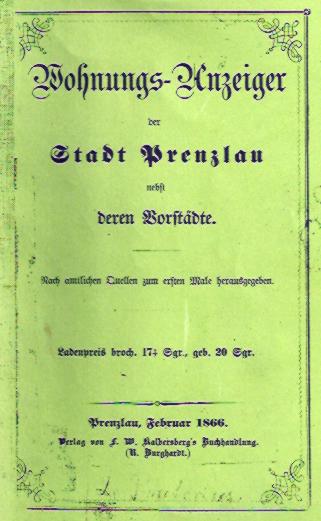 Wohnungs-Anzeiger
der
Stadt Prenzlau
nebst
deren Vorstädte.
Nach amtlichen Quellen zum ersten Male herausgegeben.
Ladenpreis broch. 17½ Sgr., geb. 20 Sgr.
Prenzlau, Februar 1866.
Verlag von F. W. Kalbersberg's Buchhandlung.
(R. Burghardt.)